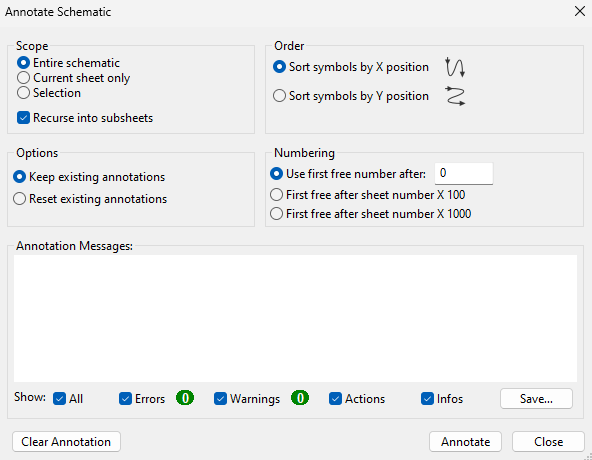 Annotate Schematic
Scope
Entire schematic
Current sheet only
Selection
Recurse into subsheets
Order
Sort symbols by X position
Sort symbols by Y position
Options
Keep existing annotations
Reset existing annotations
Numbering
Use first free number after: 0
First free after sheet number X 100
First free after sheet number X 1000
Annotation Messages:
Show: All Errors 0 Warnings 0 Actions Infos Save...
Clear Annotation Annotate Close